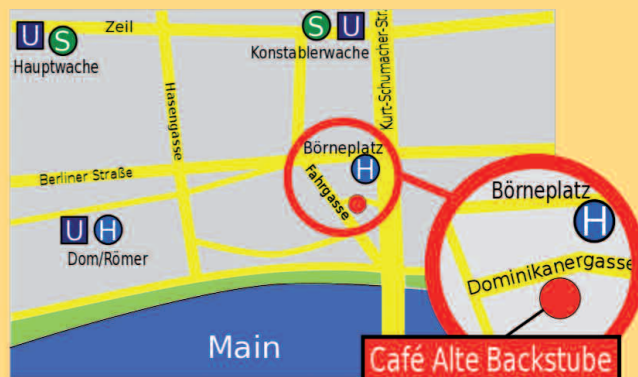 U S Zeil S U
Hauptwache
Konstablerwache
Kurt-Schumacher-Str.
Hasengasse
Börneplatz
H
Berliner Straße
Fahrgasse
U H
Dom/Römer
Main
Börneplatz
H
Dominikanergasse
Café Alte Backstube